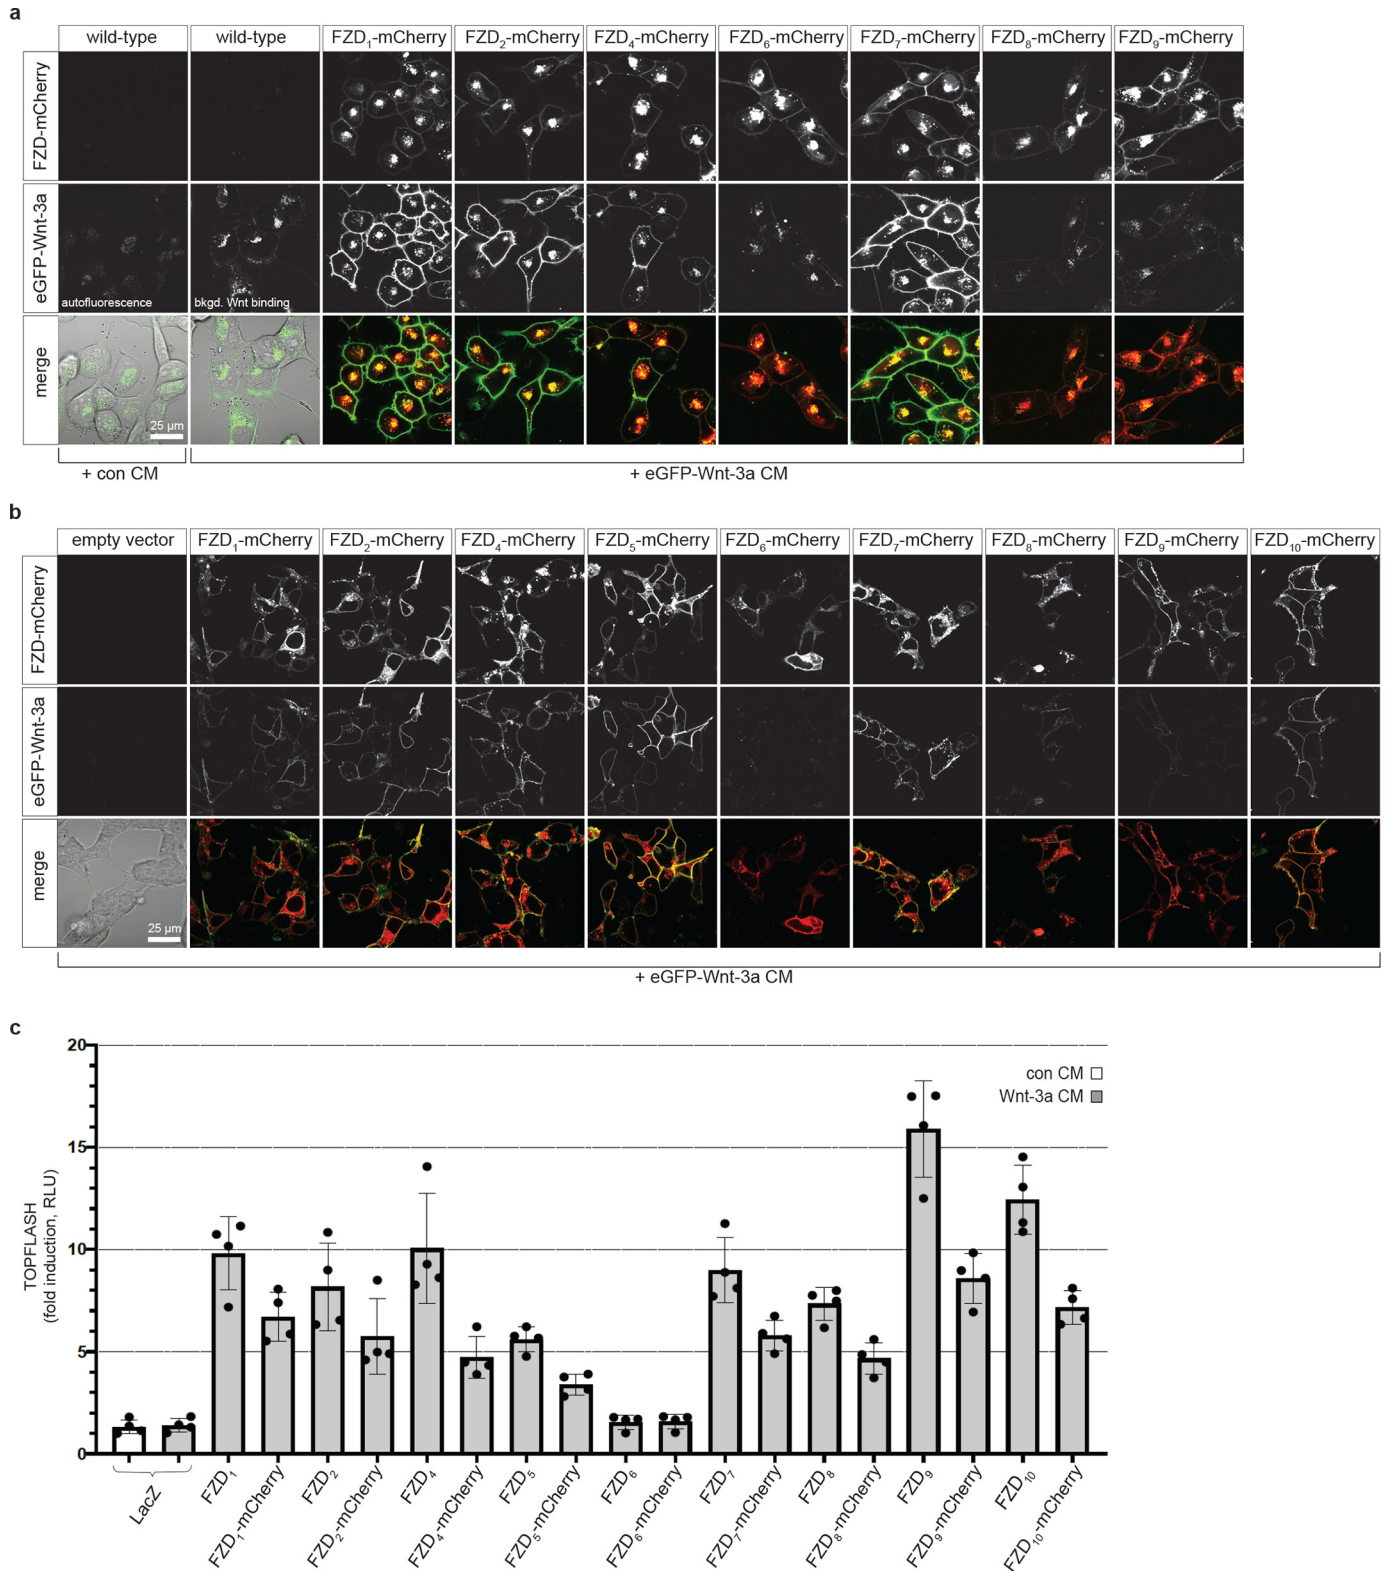 a
wild-type wild-type FZD₁-mCherry FZD₂-mCherry FZD₄-mCherry FZD₆-mCherry FZD₇-mCherry FZD₈-mCherry FZD₉-mCherry
FZD-mCherry
eGFP-Wnt-3a
autofluorescence bkgd. Wnt binding
merge
25 µm
+ con CM + eGFP-Wnt-3a CM
b
empty vector FZD₁-mCherry FZD₂-mCherry FZD₄-mCherry FZD₅-mCherry FZD₆-mCherry FZD₇-mCherry FZD₈-mCherry FZD₉-mCherry FZD₁₀-mCherry
FZD-mCherry
eGFP-Wnt-3a
merge
25 µm
+ eGFP-Wnt-3a CM
c
TOPFLASH
(fold induction, RLU)
20
15
10
5
0
con CM
Wnt-3a CM
LacZ
FZD₁
FZD₁-mCherry
FZD₂
FZD₂-mCherry
FZD₄
FZD₄-mCherry
FZD₅
FZD₅-mCherry
FZD₆
FZD₆-mCherry
FZD₇
FZD₇-mCherry
FZD₈
FZD₈-mCherry
FZD₉
FZD₉-mCherry
FZD₁₀
FZD₁₀-mCherry